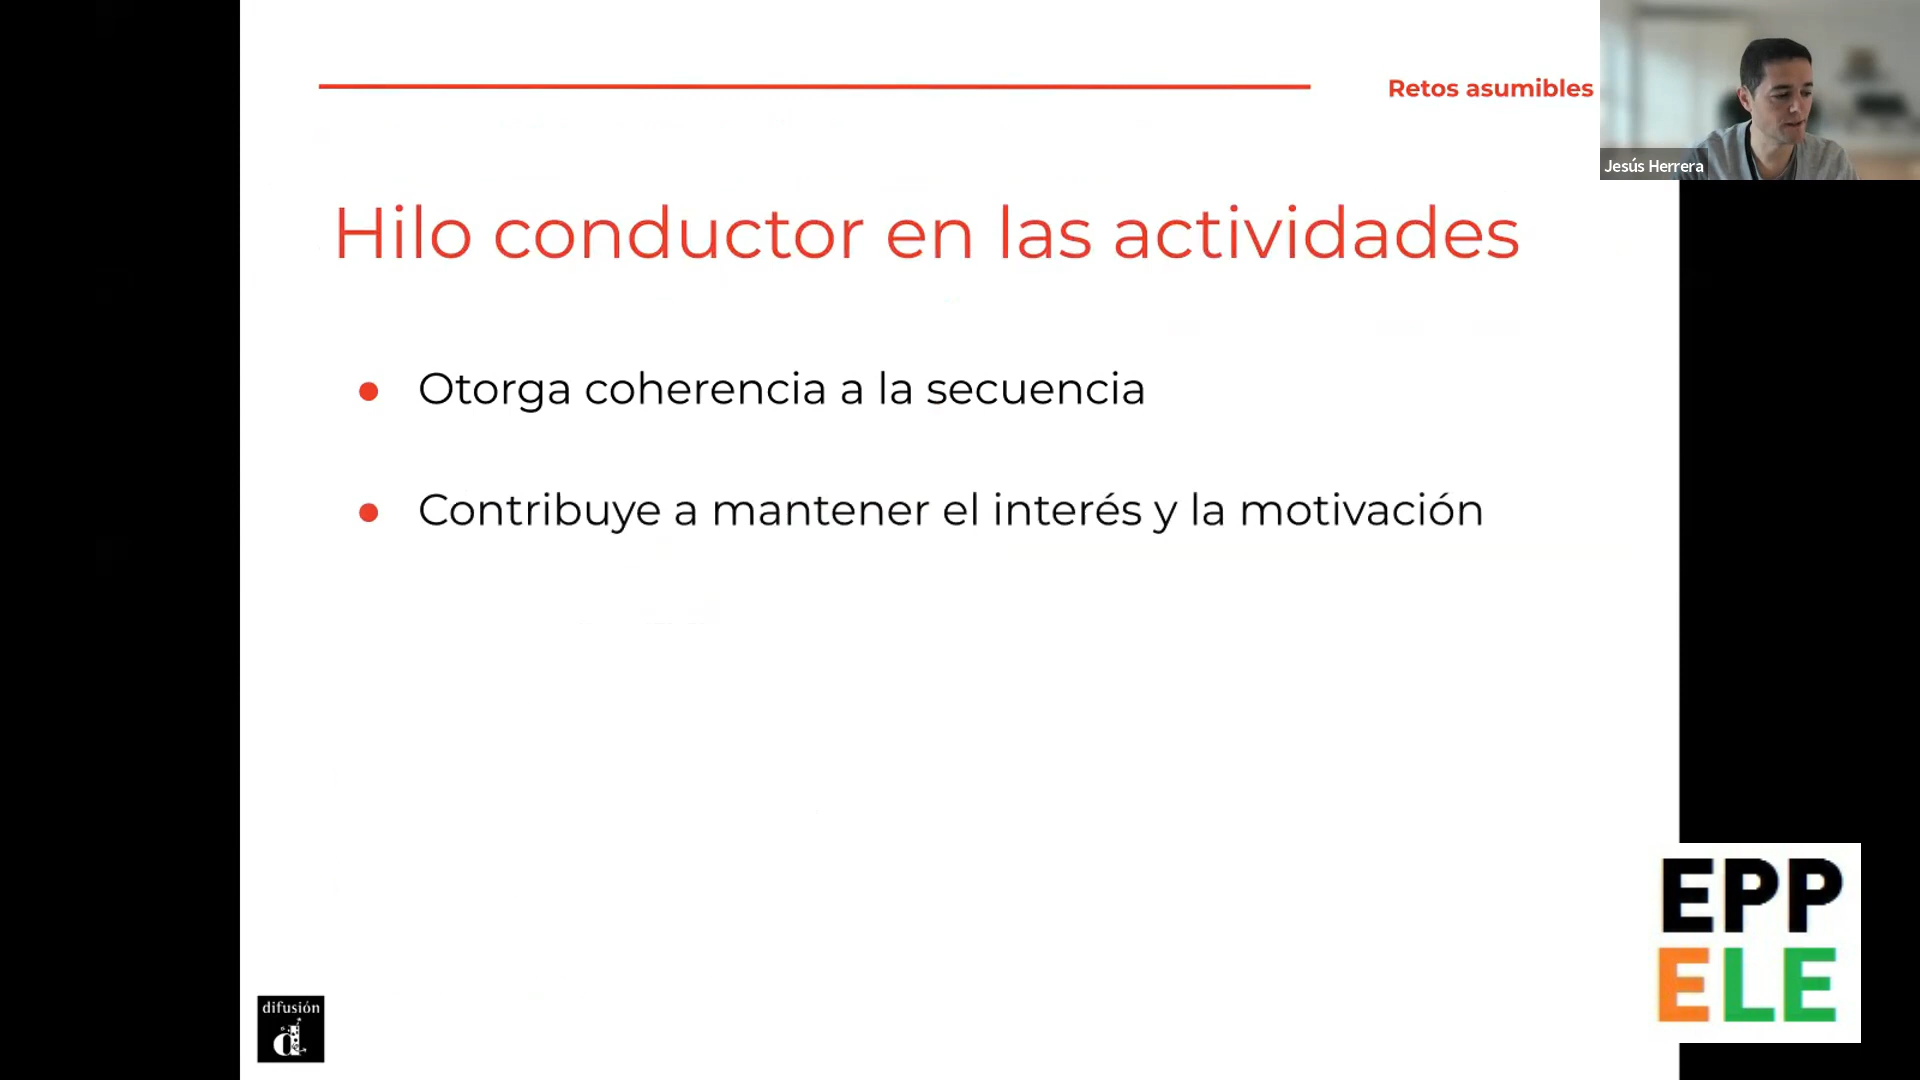 Retos asumibles
Jesús Herrera
Hilo conductor en las actividades
● Otorga coherencia a la secuencia
● Contribuye a mantener el interés y la motivación
difusión
d
EPP
ELE